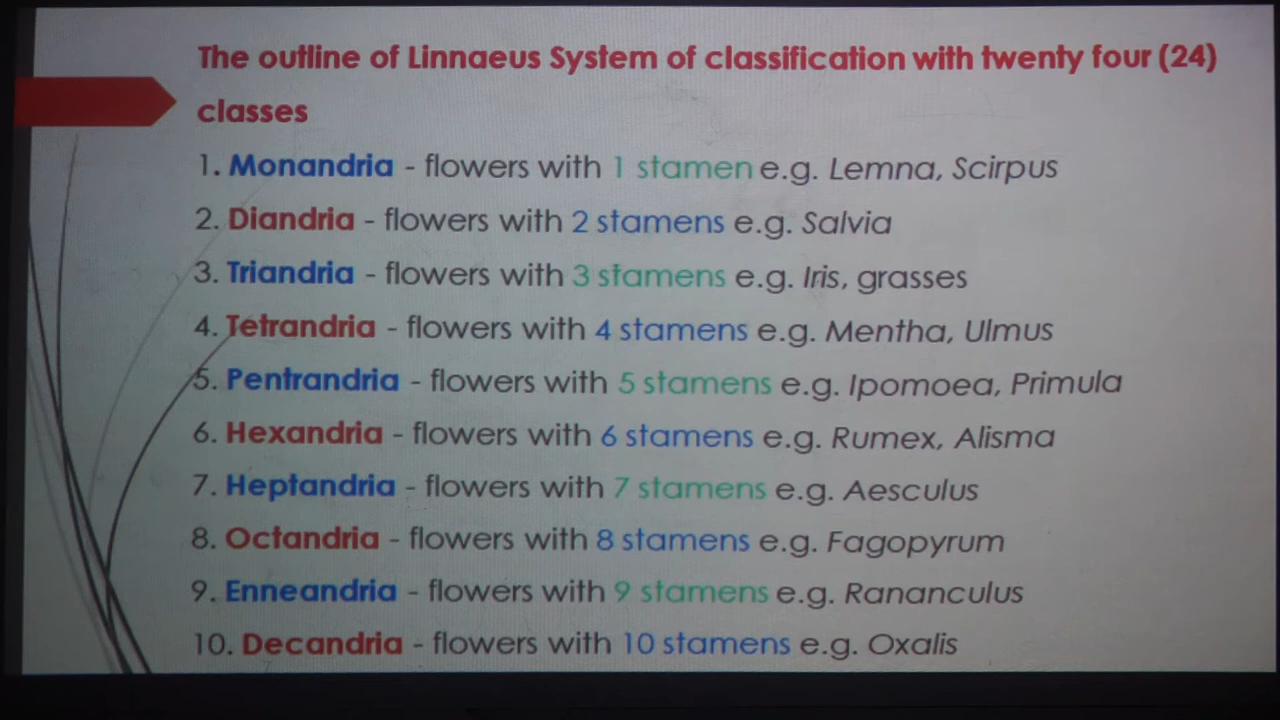 The outline of Linnaeus System of classification with twenty four (24)
classes
1. Monandria - flowers with 1 stamen e.g. Lemna, Scirpus
2. Diandria - flowers with 2 stamens e.g. Salvia
3. Triandria - flowers with 3 stamens e.g. Iris, grasses
4. Tetrandria - flowers with 4 stamens e.g. Mentha, Ulmus
5. Pentrandria - flowers with 5 stamens e.g. Ipomoea, Primula
6. Hexandria - flowers with 6 stamens e.g. Rumex, Alisma
7. Heptandria - flowers with 7 stamens e.g. Aesculus
8. Octandria - flowers with 8 stamens e.g. Fagopyrum
9. Enneandria - flowers with 9 stamens e.g. Rananculus
10. Decandria - flowers with 10 stamens e.g. Oxalis